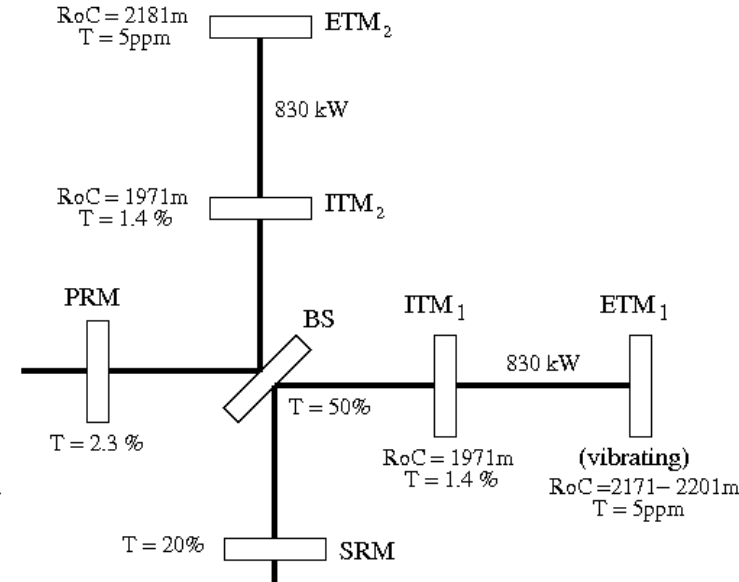 RoC = 2181m
T = 5ppm
ETM2
830 kW
RoC = 1971m
T = 1.4 %
ITM2
PRM
BS
ITM1
ETM1
830 kW
T = 50%
T = 2.3 %
RoC = 1971m
T = 1.4 %
(vibrating)
RoC =2171– 2201m
T = 5ppm
T = 20%
SRM